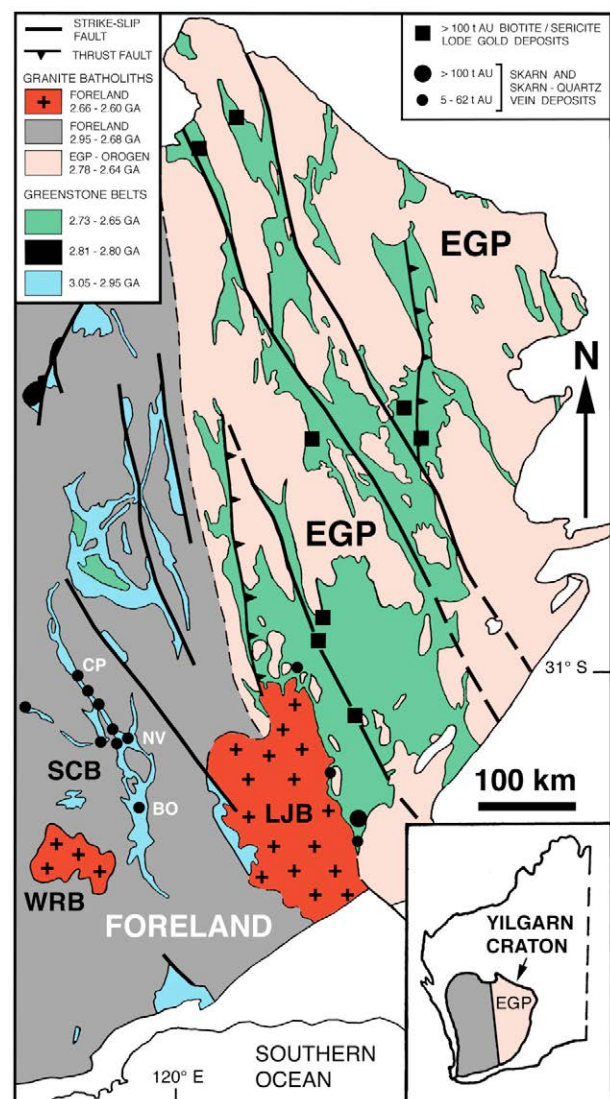 STRIKE-SLIP
FAULT
THRUST FAULT
GRANITE BATHOLITHS
FORELAND
2.66 - 2.60 GA
FORELAND
2.95 - 2.68 GA
EGP - OROGEN
2.78 - 2.64 GA
GREENSTONE BELTS
2.73 - 2.65 GA
2.81 - 2.80 GA
3.05 - 2.95 GA
> 100 t AU BIOTITE / SERICITE
LODE GOLD DEPOSITS
> 100 t AU
5 - 62 t AU
SKARN AND
SKARN - QUARTZ
VEIN DEPOSITS
EGP
N
EGP
31° S
CP
NV
SCB
BO
100 km
LJB
WRB
FORELAND
YILGARN
CRATON
EGP
SOUTHERN
OCEAN
120° E